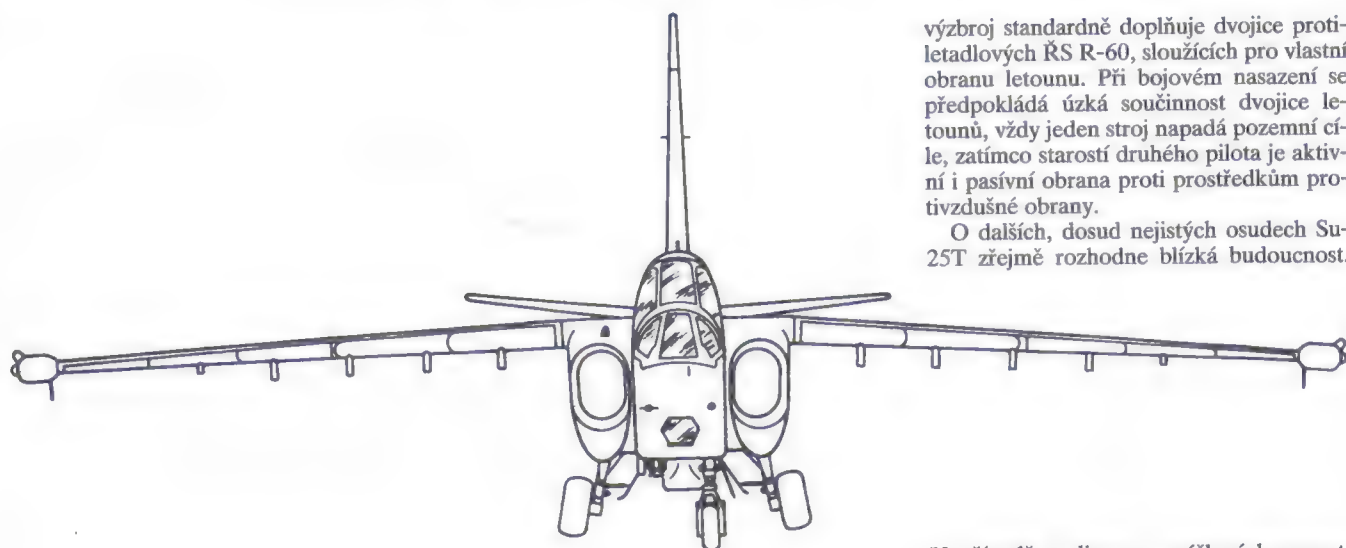 výzbroj standardně doplňuje dvojice proti-
letadlových ŘS R-60, sloužících pro vlastní
obranu letounu. Při bojovém nasazení se
předpokládá úzká součinnost dvojice le-
tounů, vždy jeden stroj napadá pozemní cí-
le, zatímco starostí druhého pilota je aktiv-
ní i pasívní obrana proti prostředkům pro-
tivzdušné obrany.
O dalších, dosud nejistých osudech Su-
25T zřejmě rozhodne blízká budoucnost.